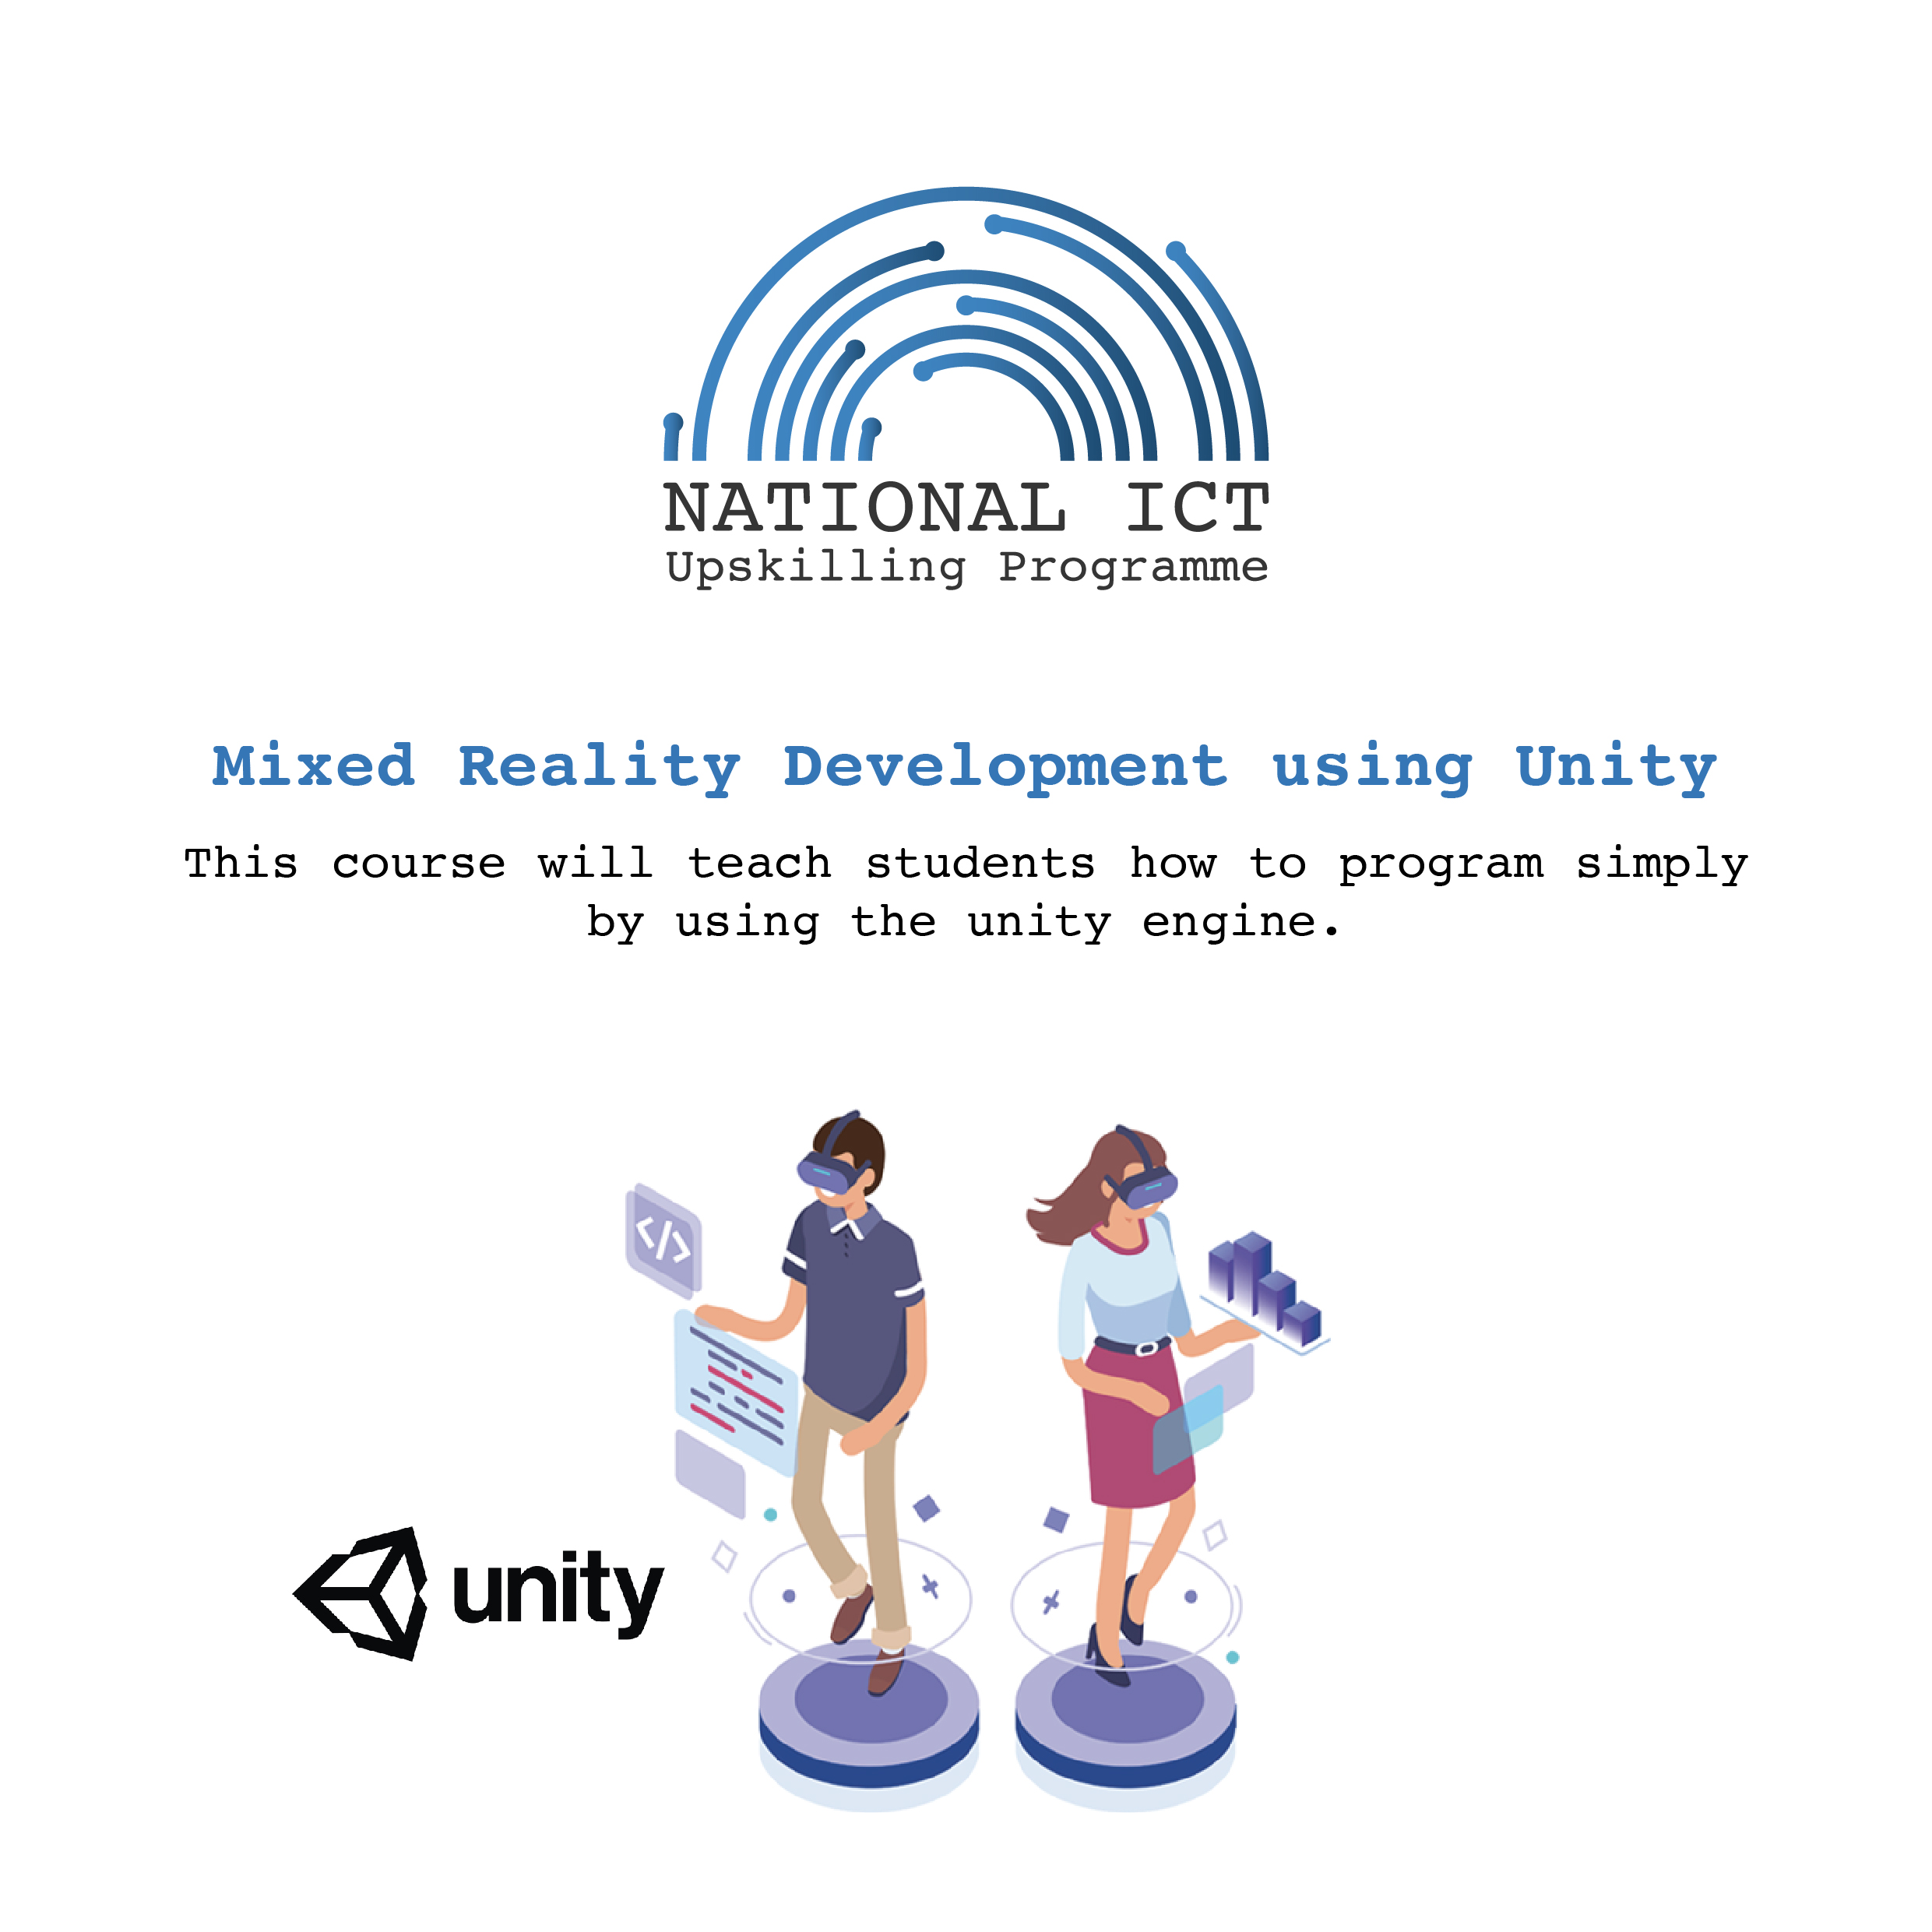 NATIONAL ICT
Upskilling Programme
Mixed Reality Development using Unity
This course will teach students how to program simply
by using the unity engine.
</>
unity